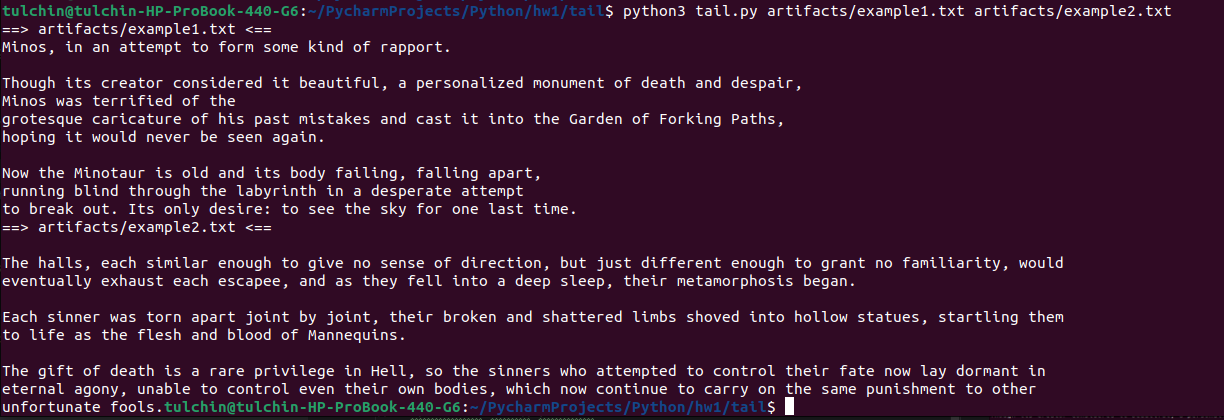 tulchin@tulchin-HP-ProBook-440-G6:~/PycharmProjects/Python/hw1/tail$ python3 tail.py artifacts/example1.txt artifacts/example2.txt
==> artifacts/example1.txt <==
Minos, in an attempt to form some kind of rapport.

Though its creator considered it beautiful, a personalized monument of death and despair,
Minos was terrified of the
grotesque caricature of his past mistakes and cast it into the Garden of Forking Paths,
hoping it would never be seen again.

Now the Minotaur is old and its body failing, falling apart,
running blind through the labyrinth in a desperate attempt
to break out. Its only desire: to see the sky for one last time.
==> artifacts/example2.txt <==

The halls, each similar enough to give no sense of direction, but just different enough to grant no familiarity, would
eventually exhaust each escapee, and as they fell into a deep sleep, their metamorphosis began.

Each sinner was torn apart joint by joint, their broken and shattered limbs shoved into hollow statues, startling them
to life as the flesh and blood of Mannequins.

The gift of death is a rare privilege in Hell, so the sinners who attempted to control their fate now lay dormant in
eternal agony, unable to control even their own bodies, which now continue to carry on the same punishment to other
unfortunate fools.tulchin@tulchin-HP-ProBook-440-G6:~/PycharmProjects/Python/hw1/tail$